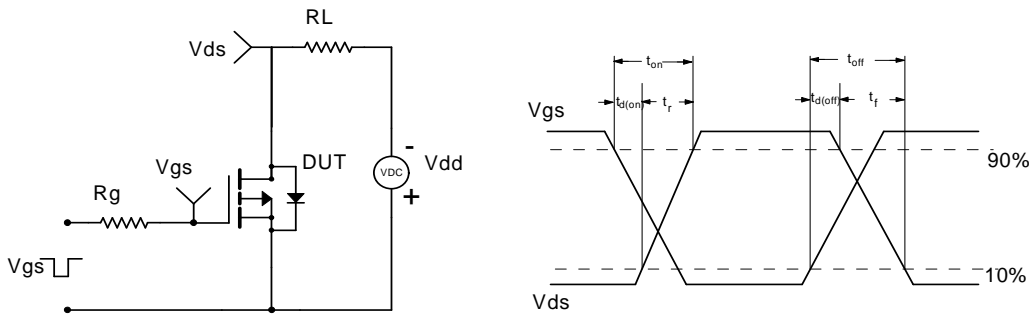 RL
Vds
Vgs
DUT
-
VDC
Vdd
+
Rg
Vgs
ton
toff
td(on)
tr
td(off)
tf
Vgs
90%
10%
Vds